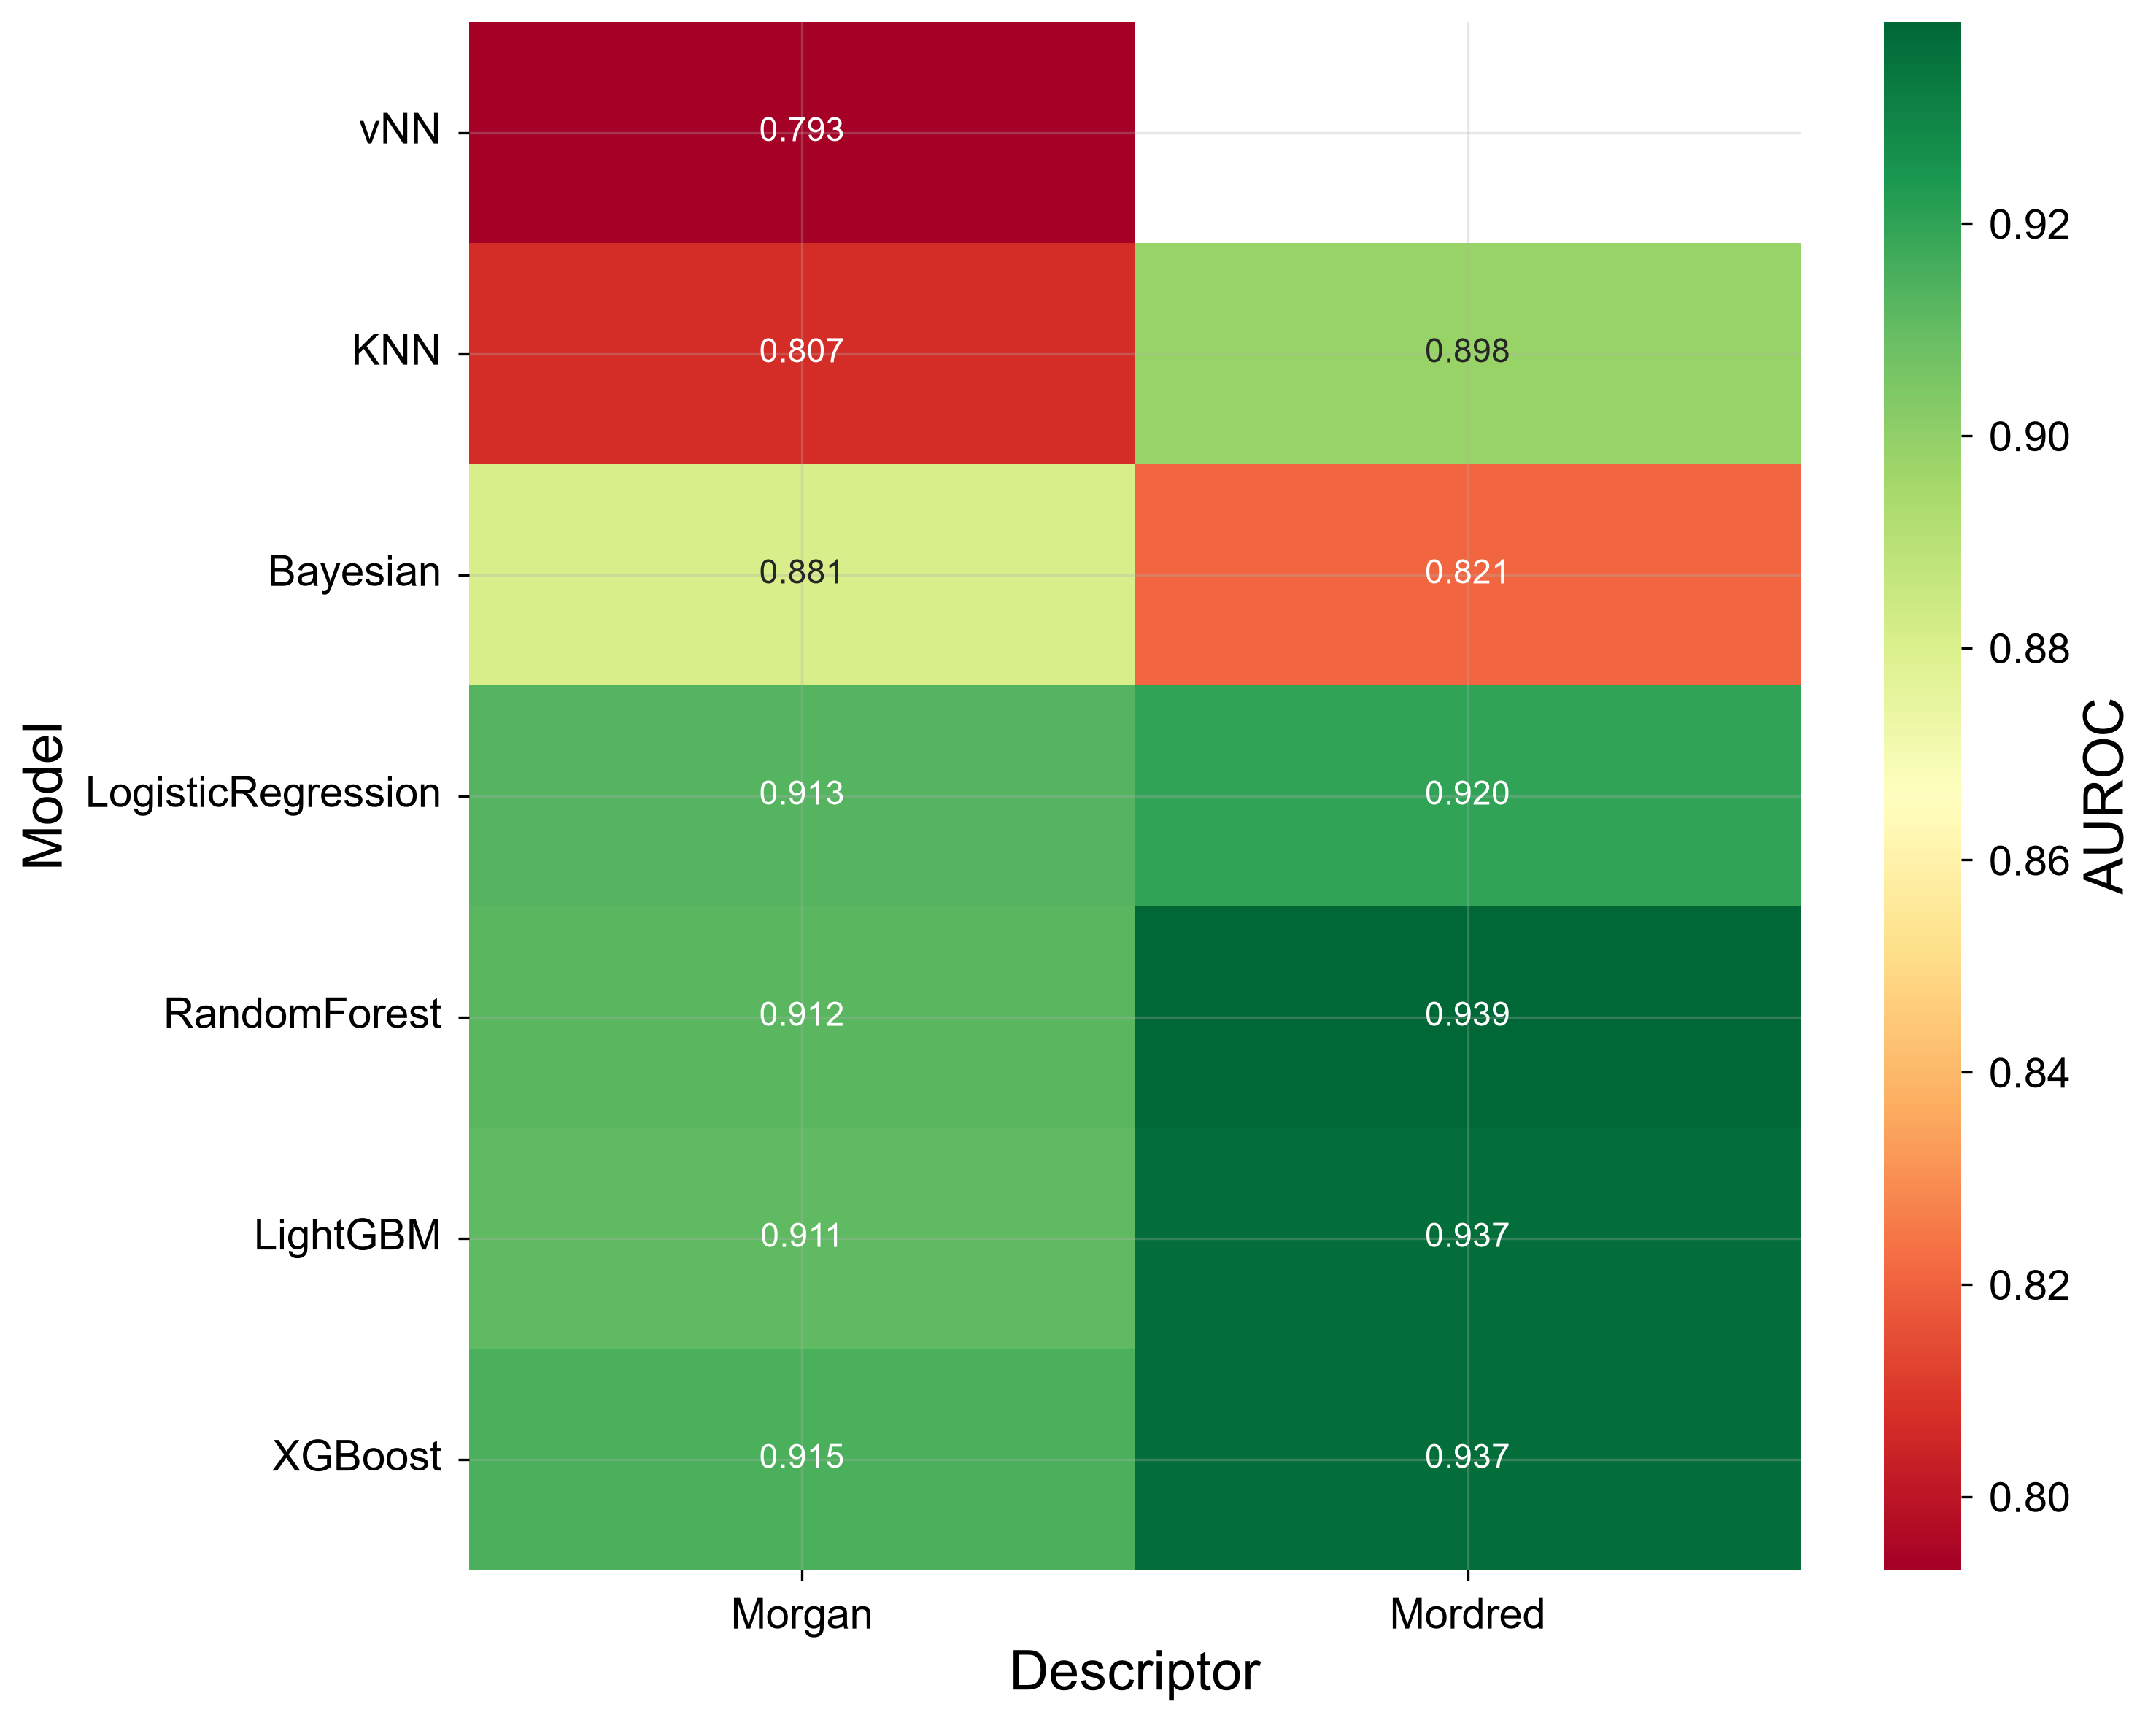 vNN 0.793
KNN 0.807 0.898
Bayesian 0.881 0.821
LogisticRegression 0.913 0.920
RandomForest 0.912 0.939
LightGBM 0.911 0.937
XGBoost 0.915 0.937
Morgan Mordred
Descriptor
Model
0.92
0.90
0.88
0.86
0.84
0.82
0.80
AUROC